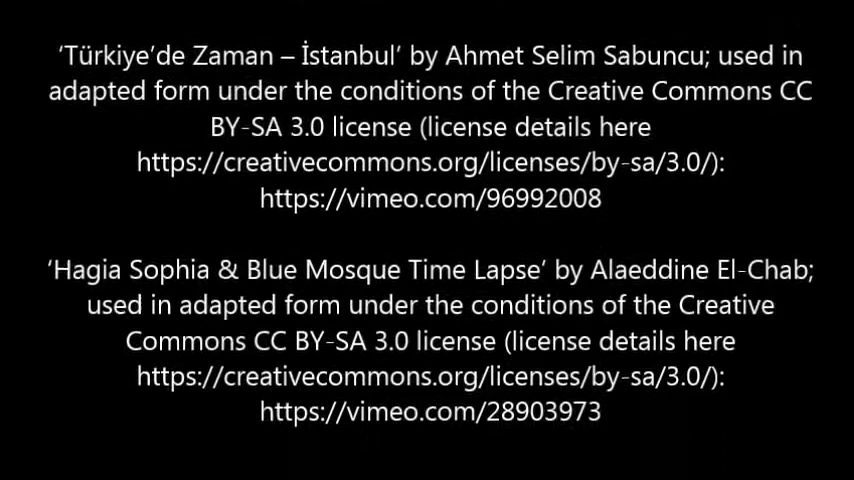 ‘Türkiye’de Zaman – İstanbul’ by Ahmet Selim Sabuncu; used in
adapted form under the conditions of the Creative Commons CC
BY-SA 3.0 license (license details here
https://creativecommons.org/licenses/by-sa/3.0/):
https://vimeo.com/96992008
‘Hagia Sophia & Blue Mosque Time Lapse’ by Alaeddine El-Chab;
used in adapted form under the conditions of the Creative
Commons CC BY-SA 3.0 license (license details here
https://creativecommons.org/licenses/by-sa/3.0/):
https://vimeo.com/28903973